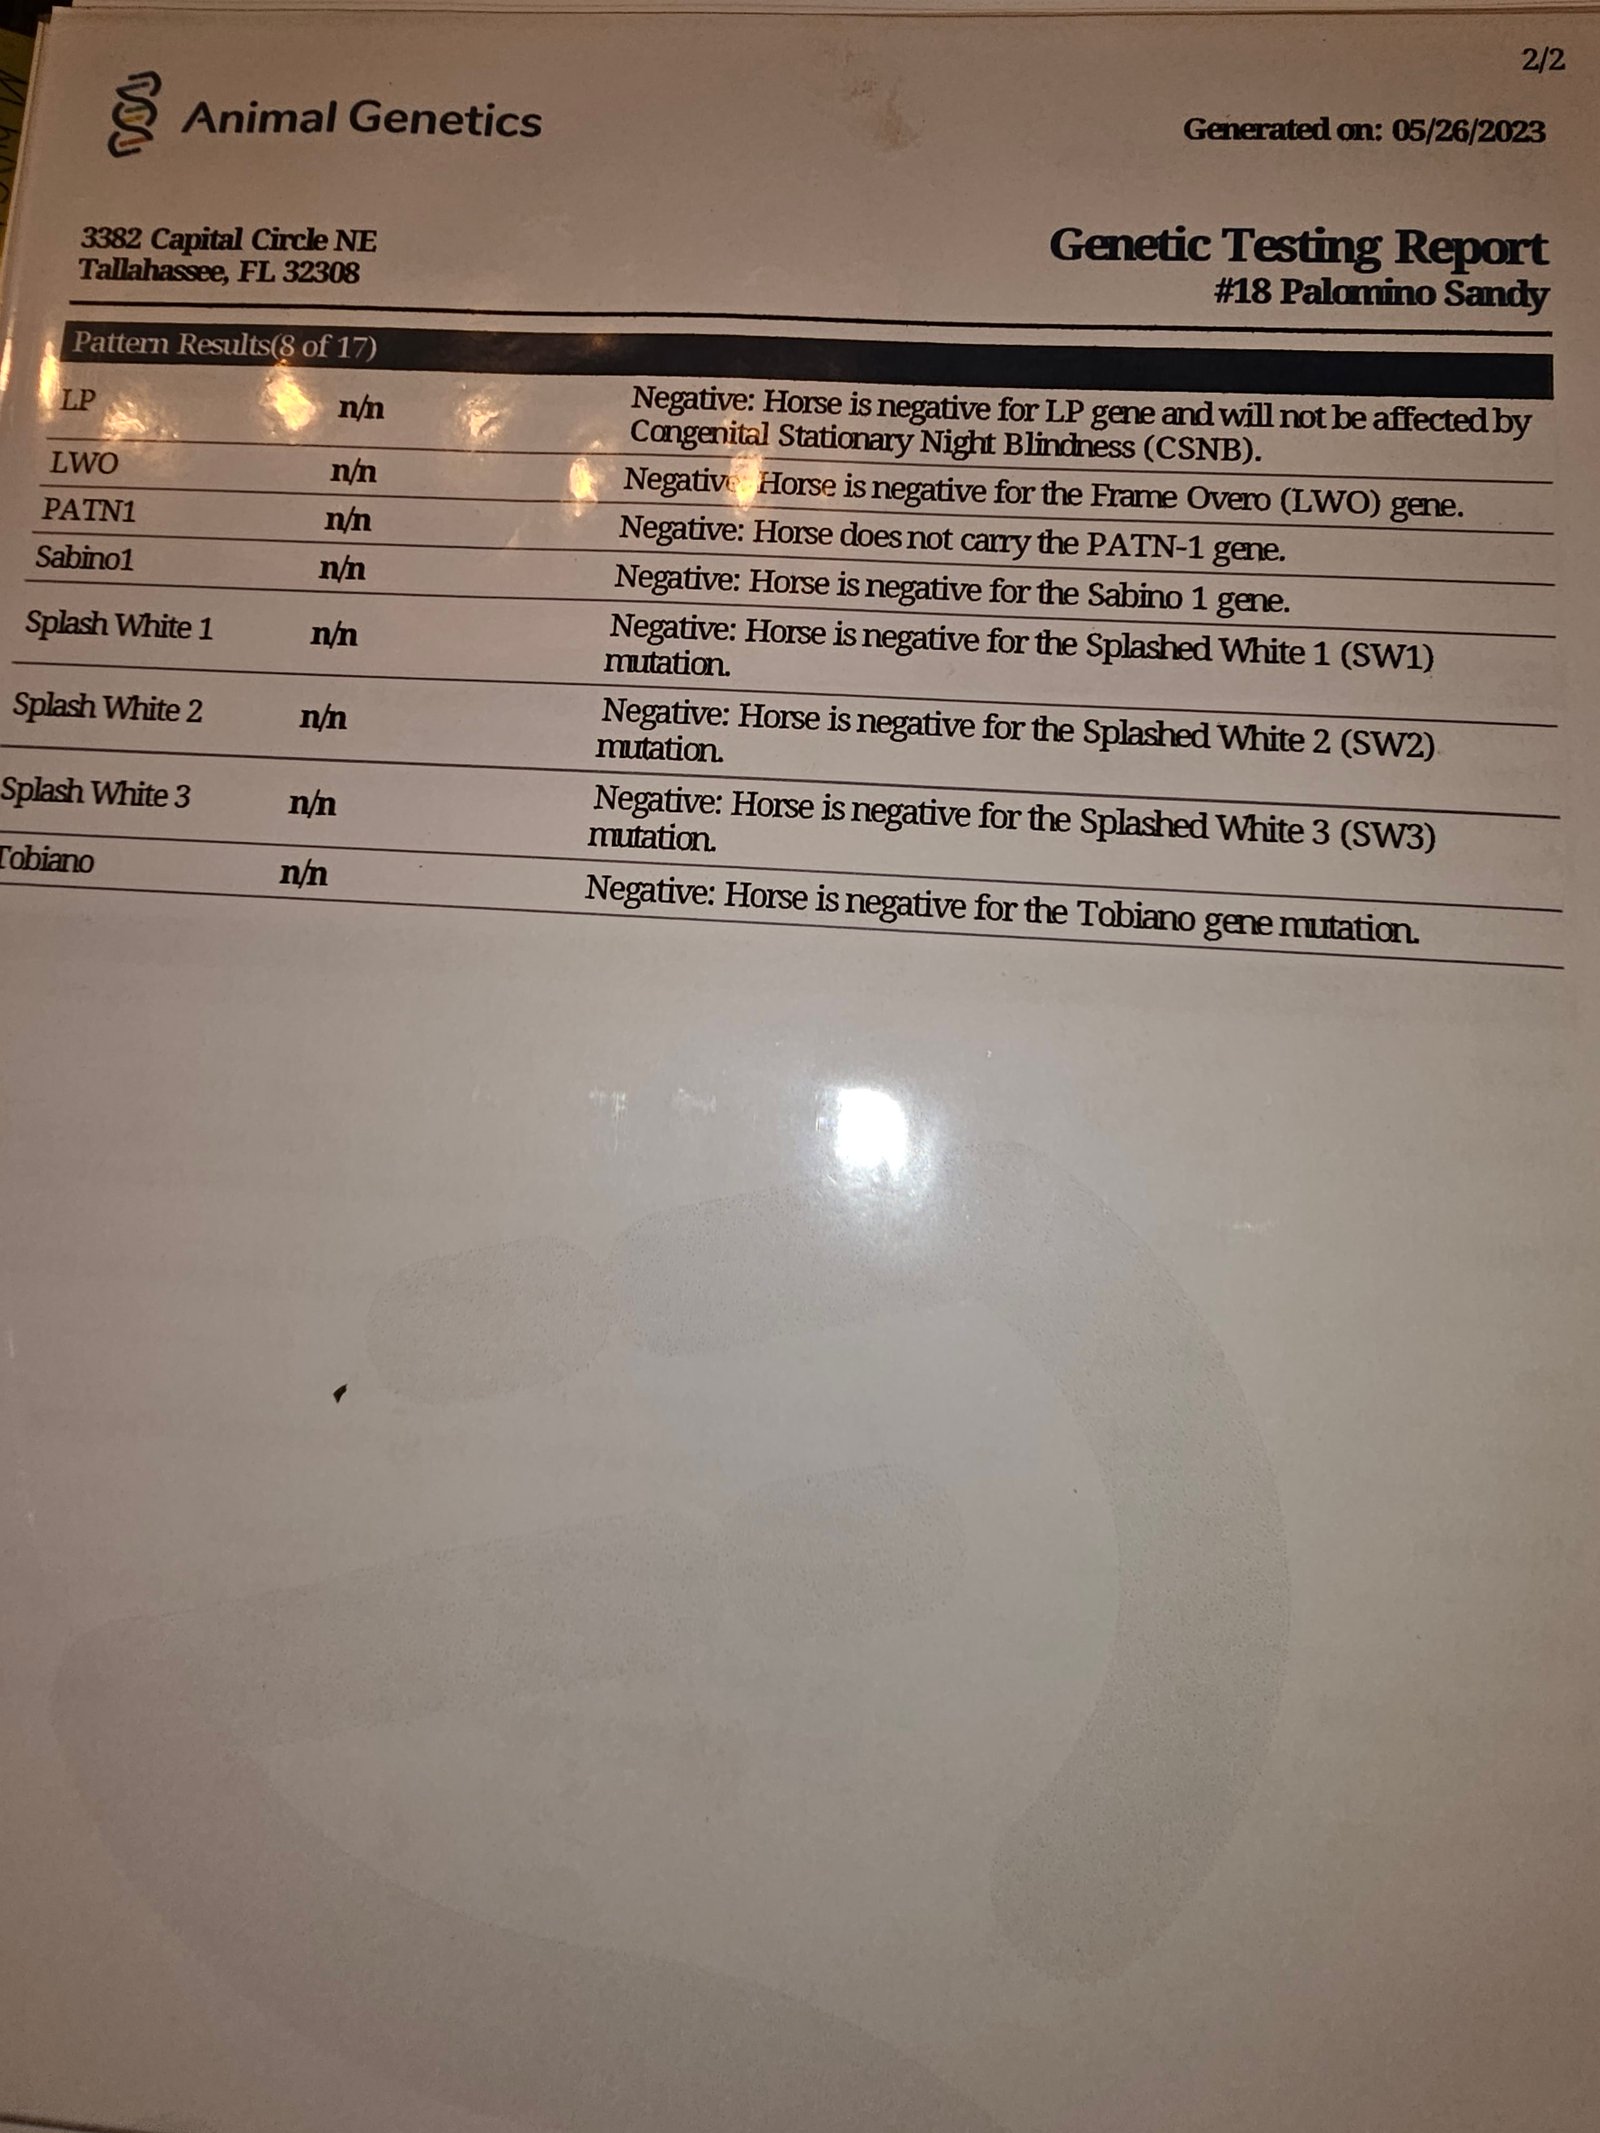 2/2
Animal Genetics
Generated on: 05/26/2023
3382 Capital Circle NE
Tallahassee, FL 32308
Genetic Testing Report
#18 Palomino Sandy
Pattern Results(8 of 17)
LP n/n Negative: Horse is negative for LP gene and will not be affected by
Congenital Stationary Night Blindness (CSNB).
LWO n/n Negative: Horse is negative for the Frame Overo (LWO) gene.
PATN1 n/n Negative: Horse does not carry the PATN-1 gene.
Sabino1 n/n Negative: Horse is negative for the Sabino 1 gene.
Splash White 1 n/n Negative: Horse is negative for the Splashed White 1 (SW1)
mutation.
Splash White 2 n/n Negative: Horse is negative for the Splashed White 2 (SW2)
mutation.
Splash White 3 n/n Negative: Horse is negative for the Splashed White 3 (SW3)
mutation.
Tobiano n/n Negative: Horse is negative for the Tobiano gene mutation.